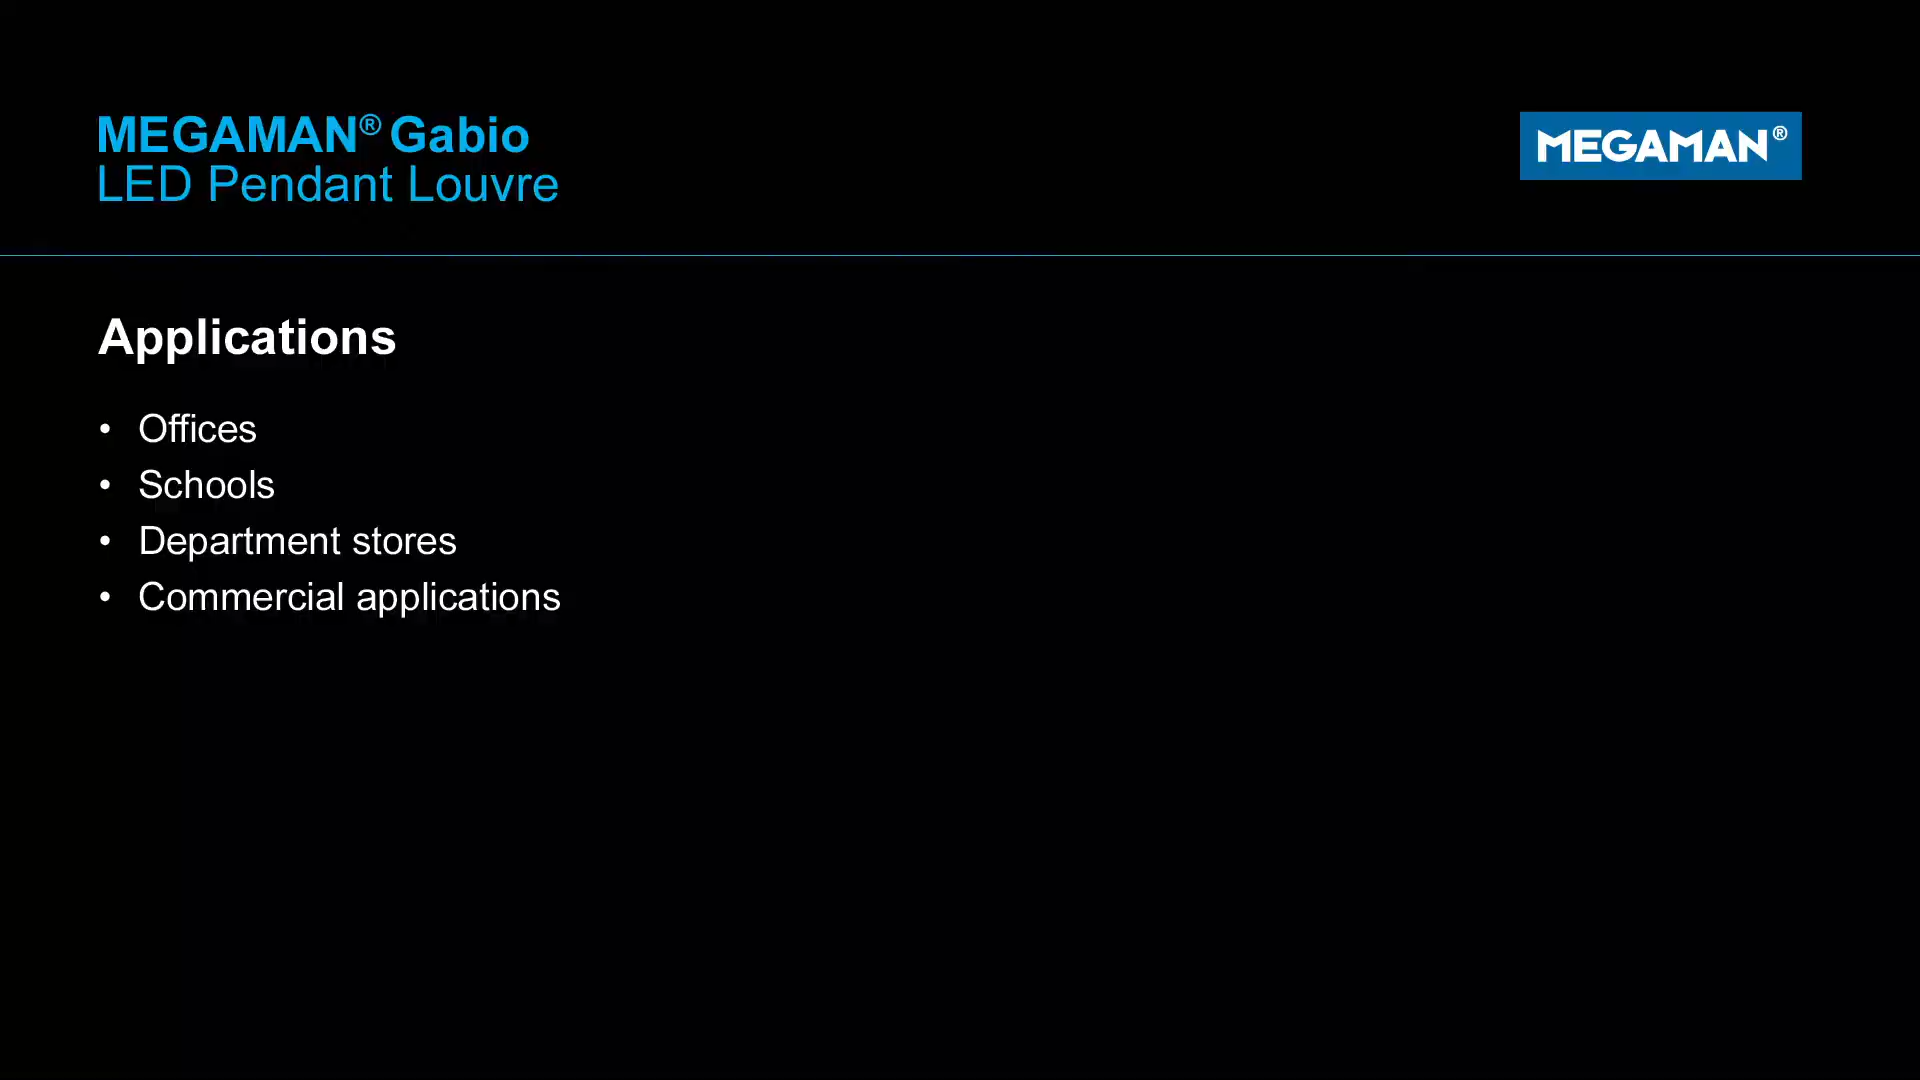 MEGAMAN® Gabio
LED Pendant Louvre
MEGAMAN®
Applications
• Offices
• Schools
• Department stores
• Commercial applications